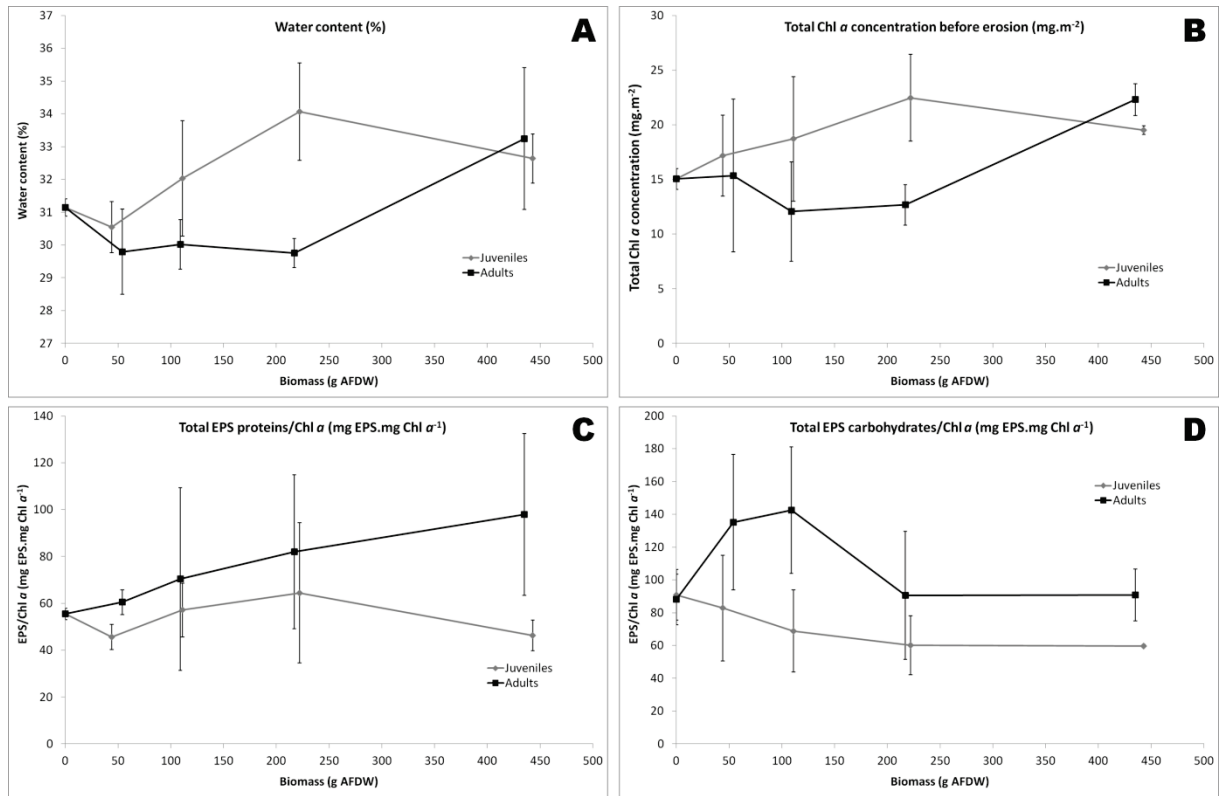 Water content (%)
A
37
36
35
34
33
32
31
30
29
28
27
Water content (%)
Juveniles
Adults
0 50 100 150 200 250 300 350 400 450 500
Biomass (g AFDW)
Total Chl a concentration before erosion (mg.m⁻²)
B
30
25
20
15
10
5
0
Total Chl a concentration (mg.m⁻²)
Juveniles
Adults
0 50 100 150 200 250 300 350 400 450 500
Biomass (g AFDW)
Total EPS proteins/Chl a (mg EPS.mg Chl a⁻¹)
C
140
120
100
80
60
40
20
0
EPS/Chl a (mg EPS.mg Chl a⁻¹)
Juveniles
Adults
0 50 100 150 200 250 300 350 400 450 500
Biomass (g AFDW)
Total EPS carbohydrates/Chl a (mg EPS.mg Chl a⁻¹)
D
200
180
160
140
120
100
80
60
40
20
0
EPS/Chl a (mg EPS.mg Chl a⁻¹)
Juveniles
Adults
0 50 100 150 200 250 300 350 400 450 500
Biomass (g AFDW)